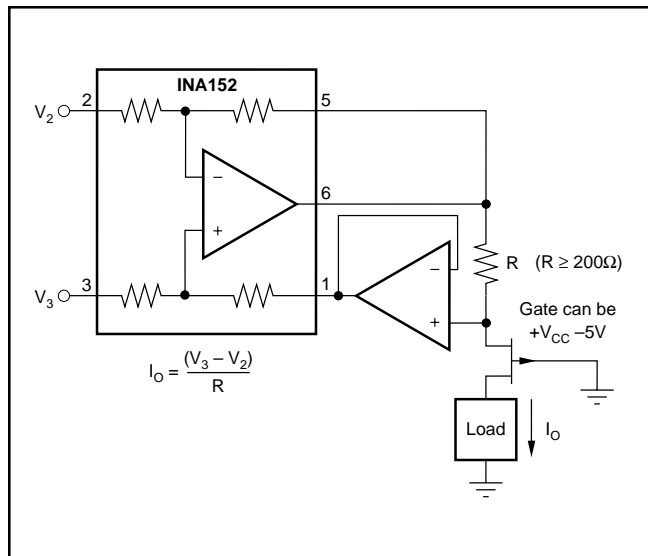 INA152
V2
2
5
−
6
+
V3
3
1
−
+
R (R ≥ 200Ω)
Gate can be
+VCC –5V
IO = (V3 – V2)
R
Load
IO